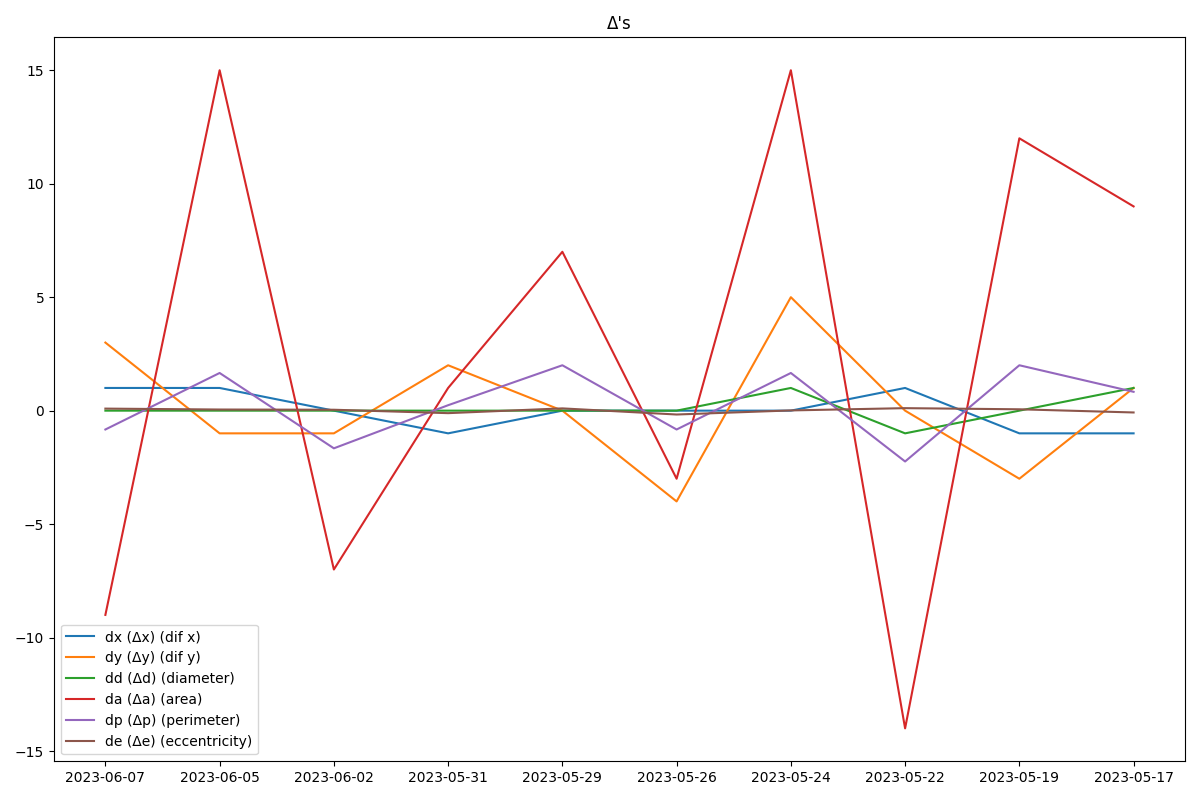 Δ's
15
10
5
0
−5
−10
−15
dx (Δx) (dif x)
dy (Δy) (dif y)
dd (Δd) (diameter)
da (Δa) (area)
dp (Δp) (perimeter)
de (Δe) (eccentricity)
2023-06-07 2023-06-05 2023-06-02 2023-05-31 2023-05-29 2023-05-26 2023-05-24 2023-05-22 2023-05-19 2023-05-17